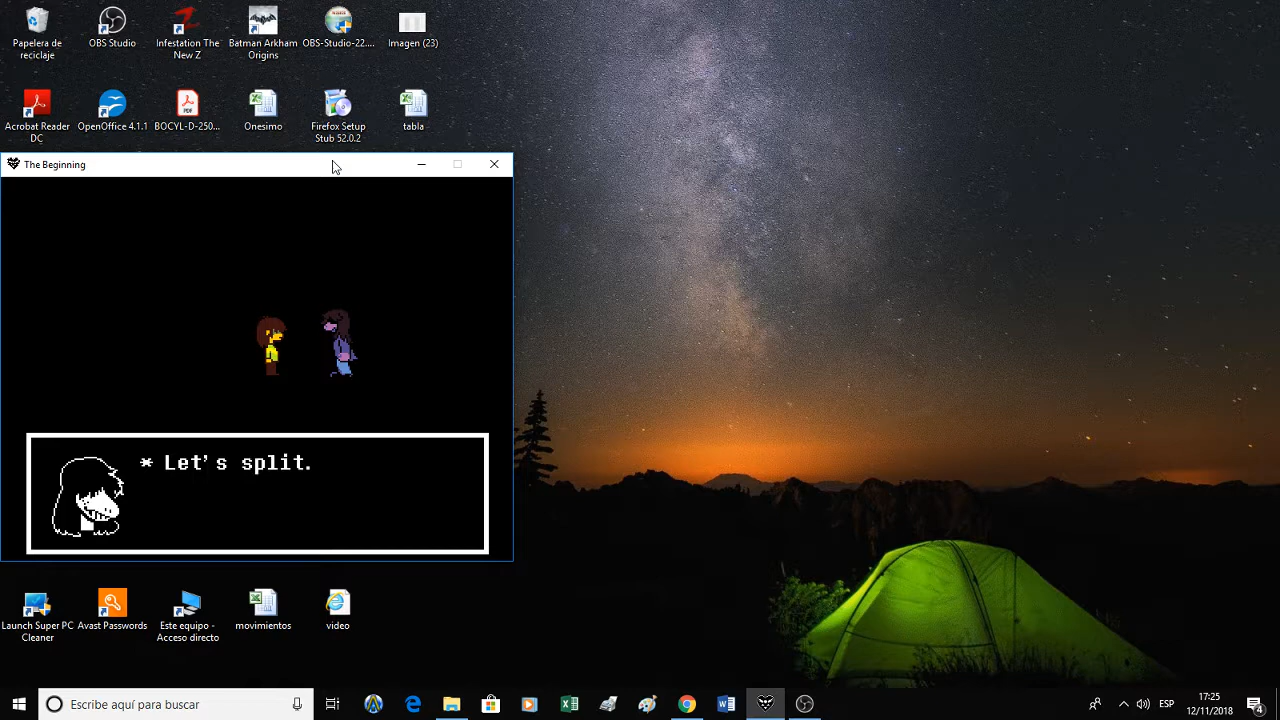 Papelera de
reciclaje
OBS Studio
Infestation The
New Z
Batman Arkham
Origins
OBS-Studio-22....
Imagen (23)
Acrobat Reader
DC
OpenOffice 4.1.1
BOCYL-D-250...
Onesimo
Firefox Setup
Stub 52.0.2
tabla
The Beginning
* Let's split.
Launch Super PC
Cleaner
Avast Passwords
Este equipo -
Acceso directo
movimientos
video
Escribe aquí para buscar
ESP
17:25
12/11/2018
4